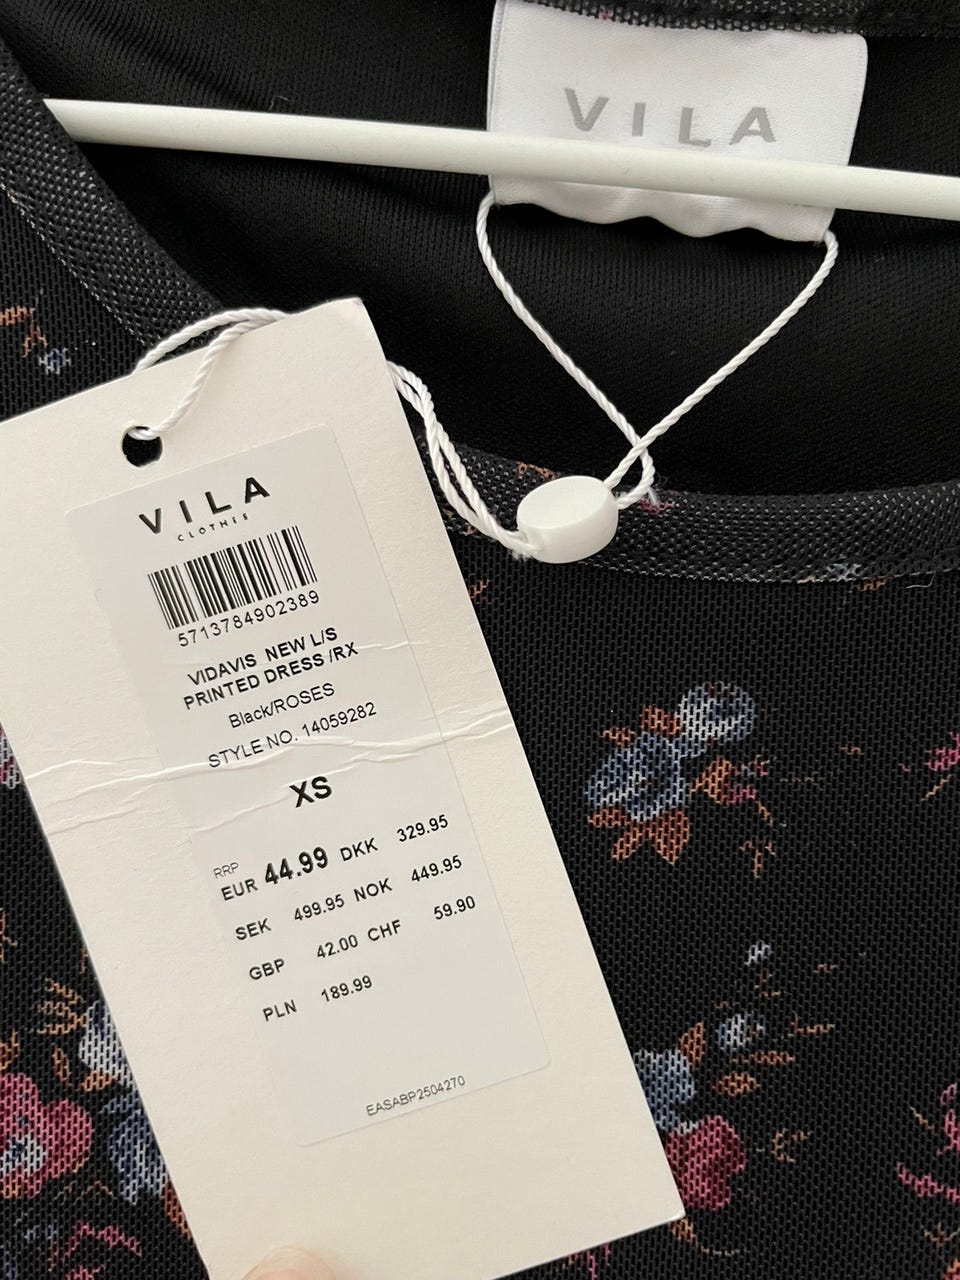 VILA
VILA
CLOTHES
5713784902389
VIDAVIS NEW L/S
PRINTED DRESS /RX
Black/ROSES
STYLE NO. 14059282
XS
RRP
EUR 44.99 DKK 329.95
SEK 499.95 NOK 449.95
GBP 42.00 CHF 59.90
PLN 189.99
EASABP2504270